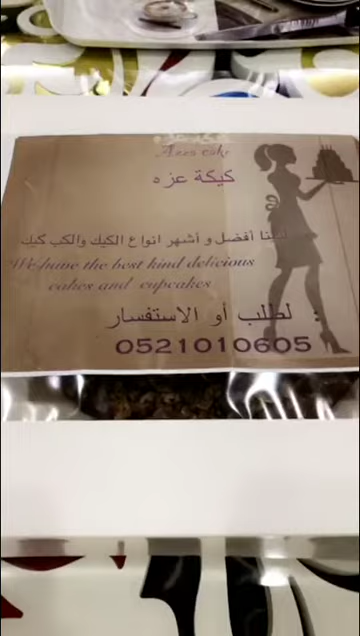 Azza cake
كيكة عزه
لدينا أفضل و أشهر انواع الكيك والكب كيك
We have the best kind delicious
cakes and cupcakes
لطلب أو الاستفسار :
0521010605